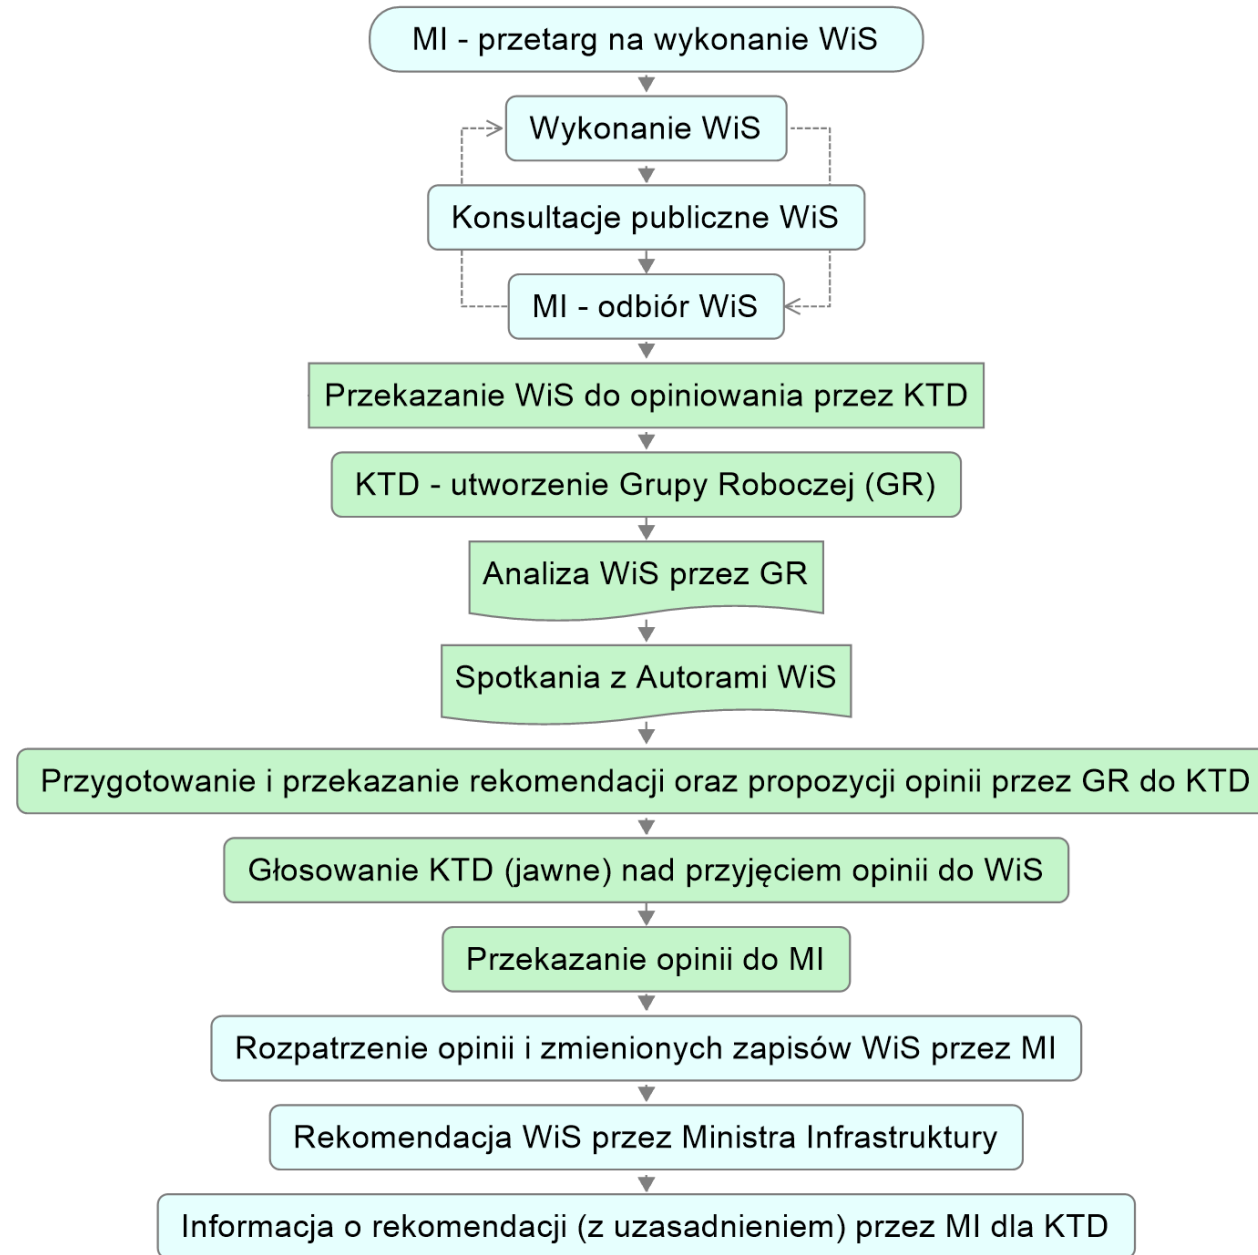 MI - przetarg na wykonanie WiS
Wykonanie WiS
Konsultacje publiczne WiS
MI - odbiór WiS
Przekazanie WiS do opiniowania przez KTD
KTD - utworzenie Grupy Roboczej (GR)
Analiza WiS przez GR
Spotkania z Autorami WiS
Przygotowanie i przekazanie rekomendacji oraz propozycji opinii przez GR do KTD
Głosowanie KTD (jawne) nad przyjęciem opinii do WiS
Przekazanie opinii do MI
Rozpatrzenie opinii i zmienionych zapisów WiS przez MI
Rekomendacja WiS przez Ministra Infrastruktury
Informacja o rekomendacji (z uzasadnieniem) przez MI dla KTD